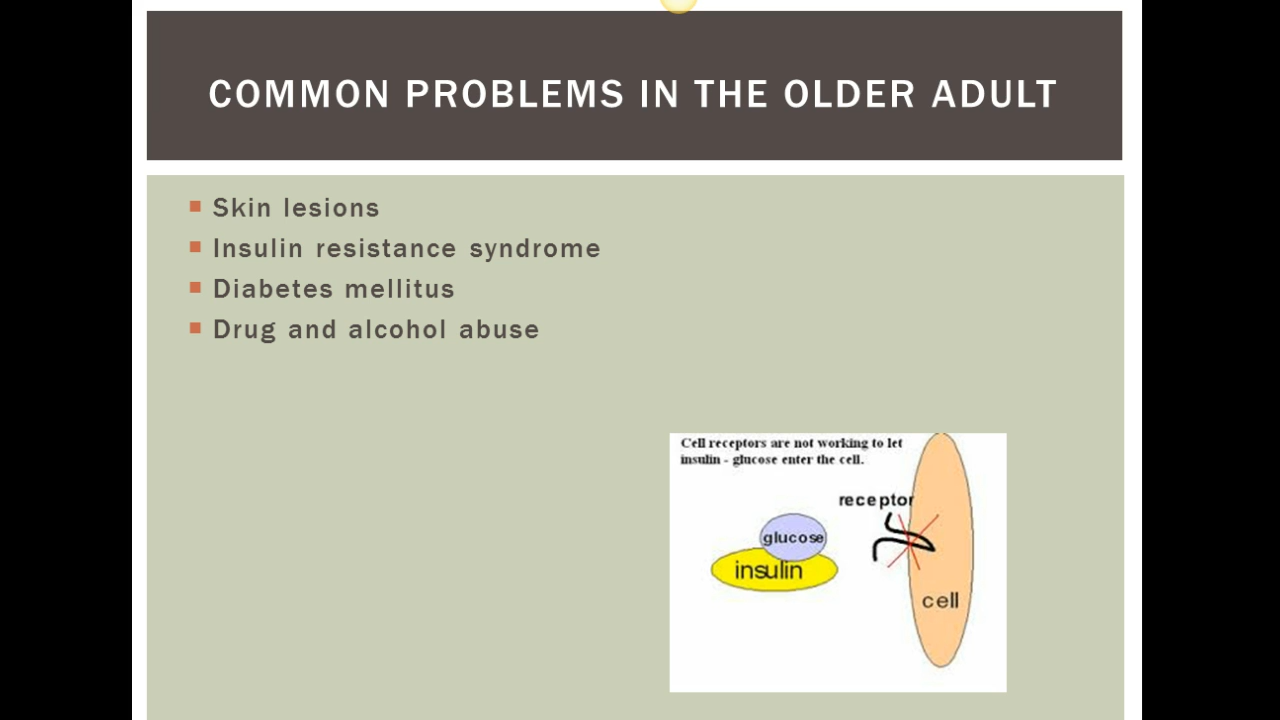 COMMON PROBLEMS IN THE OLDER ADULT
Skin lesions
Insulin resistance syndrome
Diabetes mellitus
Drug and alcohol abuse
Cell receptors are not working to let
insulin - glucose enter the cell.
receptor
glucose
insulin
cell